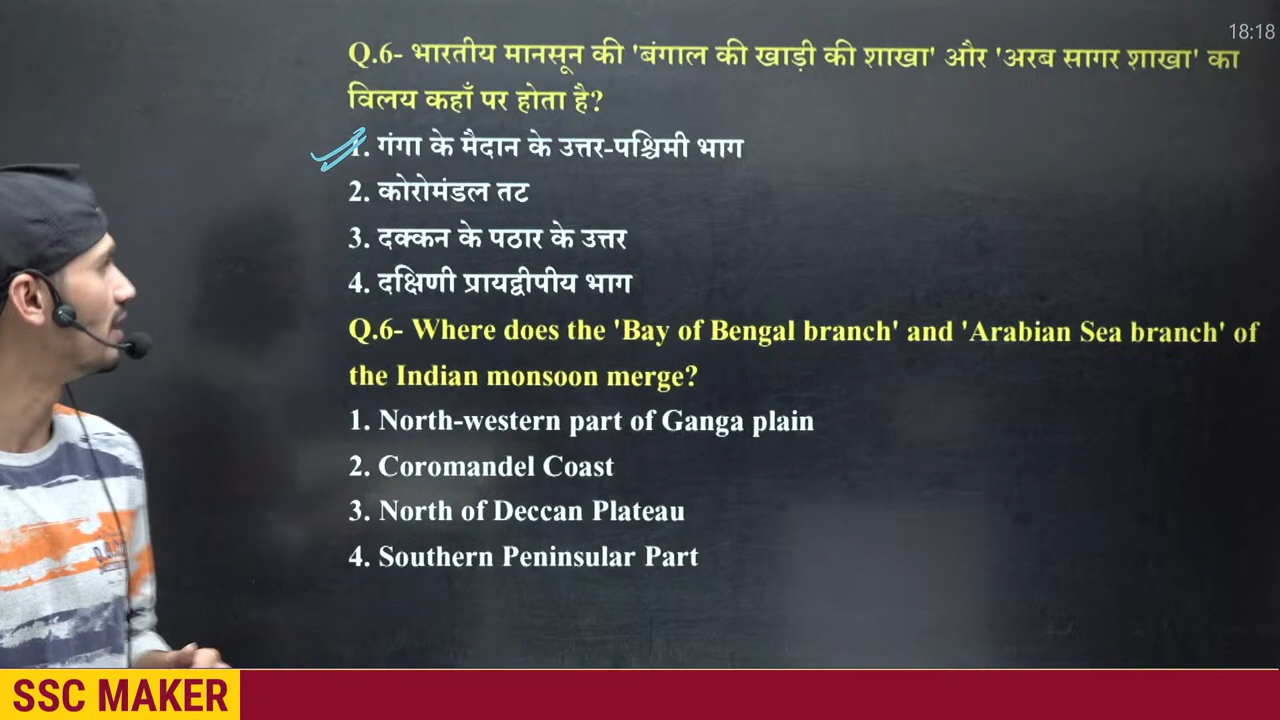 18:18
Q.6- भारतीय मानसून की 'बंगाल की खाड़ी की शाखा' और 'अरब सागर शाखा' का
विलय कहाँ पर होता है?
1. गंगा के मैदान के उत्तर-पश्चिमी भाग
2. कोरोमंडल तट
3. दक्कन के पठार के उत्तर
4. दक्षिणी प्रायद्वीपीय भाग
Q.6- Where does the 'Bay of Bengal branch' and 'Arabian Sea branch' of
the Indian monsoon merge?
1. North-western part of Ganga plain
2. Coromandel Coast
3. North of Deccan Plateau
4. Southern Peninsular Part
SSC MAKER